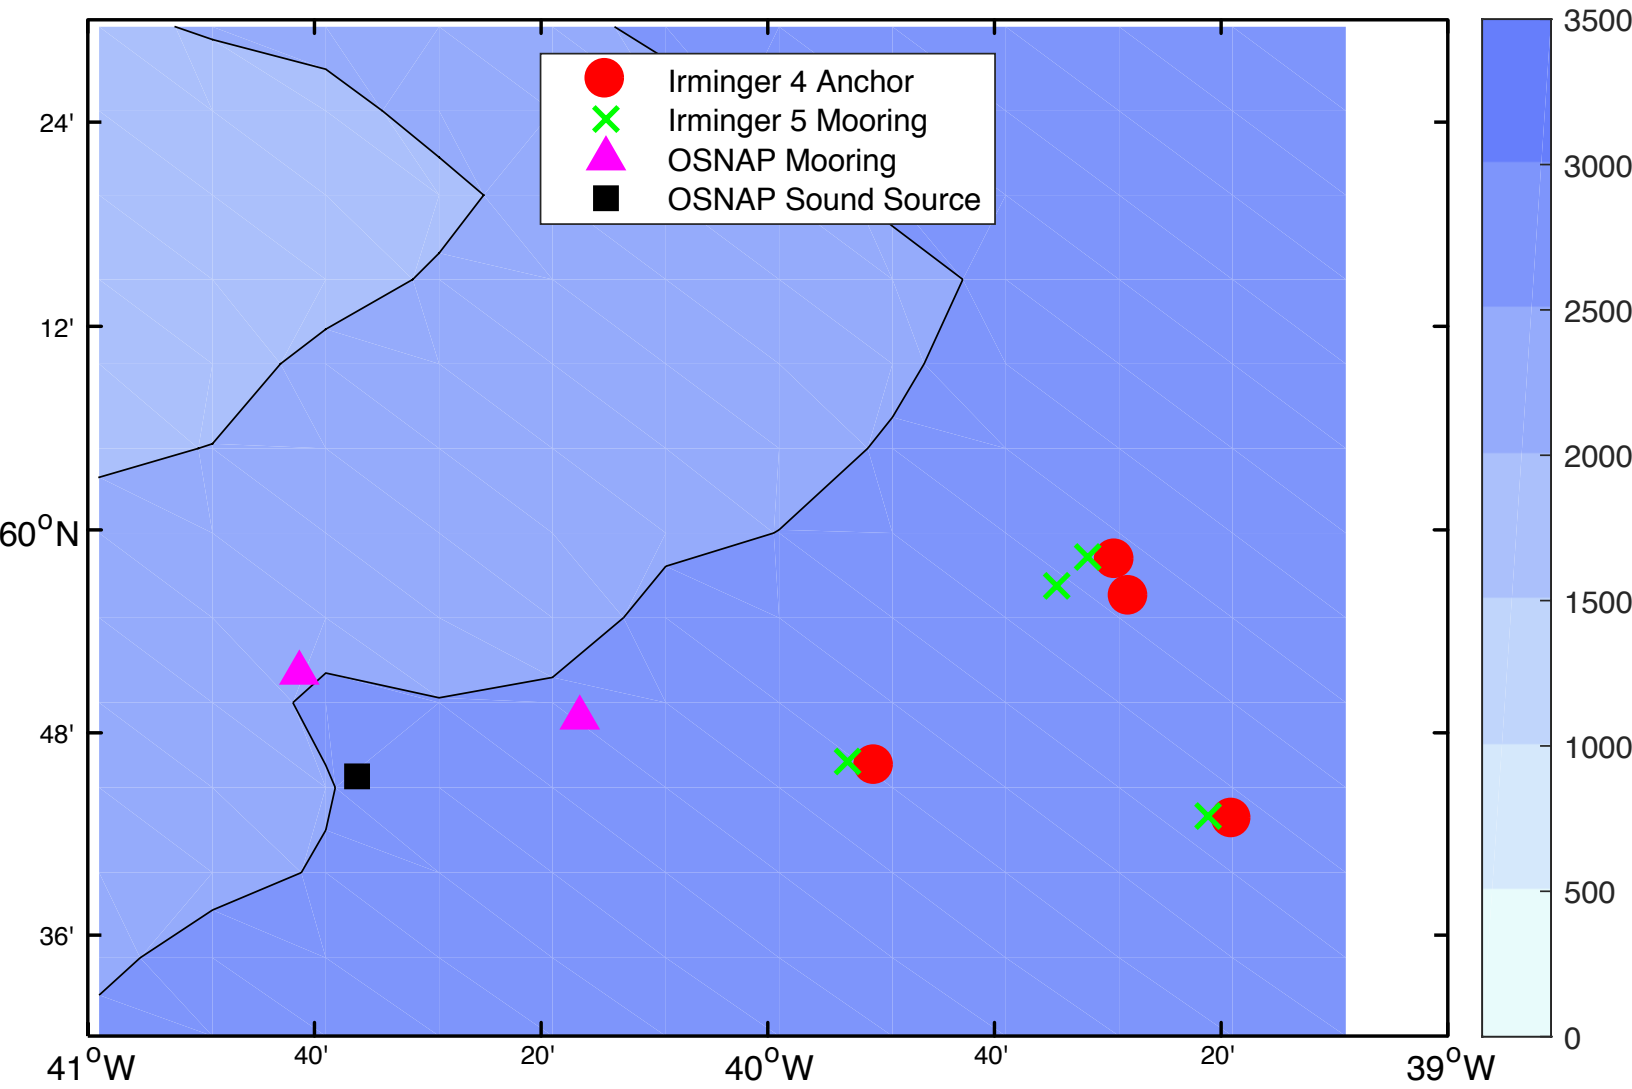 Irminger 4 Anchor
Irminger 5 Mooring
OSNAP Mooring
OSNAP Sound Source
24'
12'
60°N
48'
36'
41°W
40'
20'
40°W
40'
20'
39°W
3500
3000
2500
2000
1500
1000
500
0